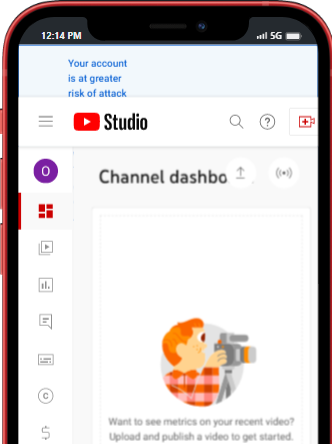 12:14 PM 5G
Your account
is at greater
risk of attack
Studio
O
Channel dashbo
Want to see metrics on your recent video?
Upload and publish a video to get started.